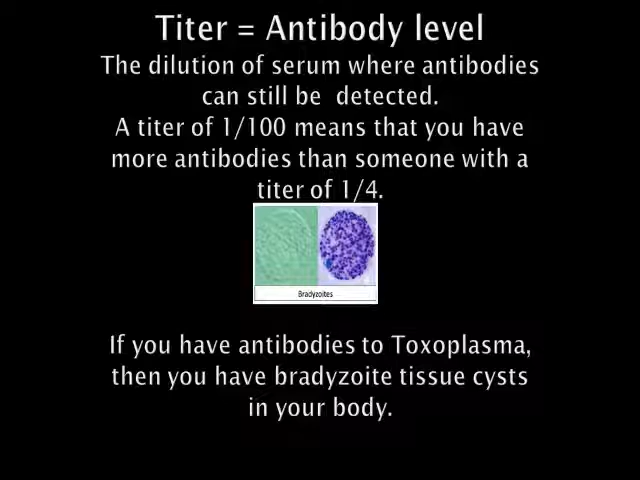 Titer = Antibody level
The dilution of serum where antibodies
can still be detected.
A titer of 1/100 means that you have
more antibodies than someone with a
titer of 1/4.
Bradyzoites
If you have antibodies to Toxoplasma,
then you have bradyzoite tissue cysts
in your body.